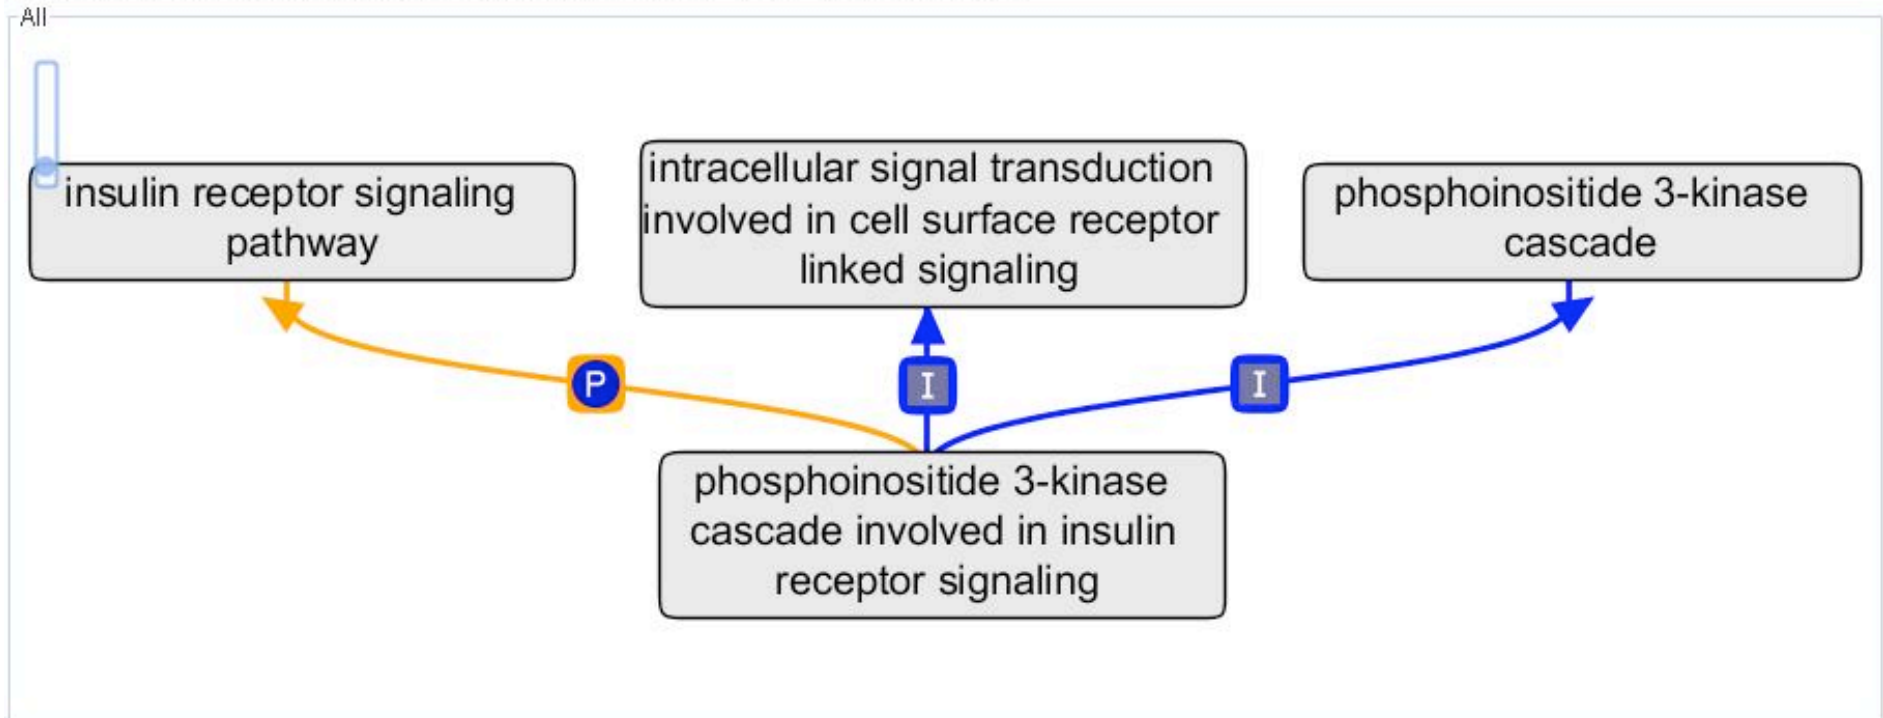 All
insulin receptor signaling
pathway
intracellular signal transduction
involved in cell surface receptor
linked signaling
phosphoinositide 3-kinase
cascade
P
I
I
phosphoinositide 3-kinase
cascade involved in insulin
receptor signaling